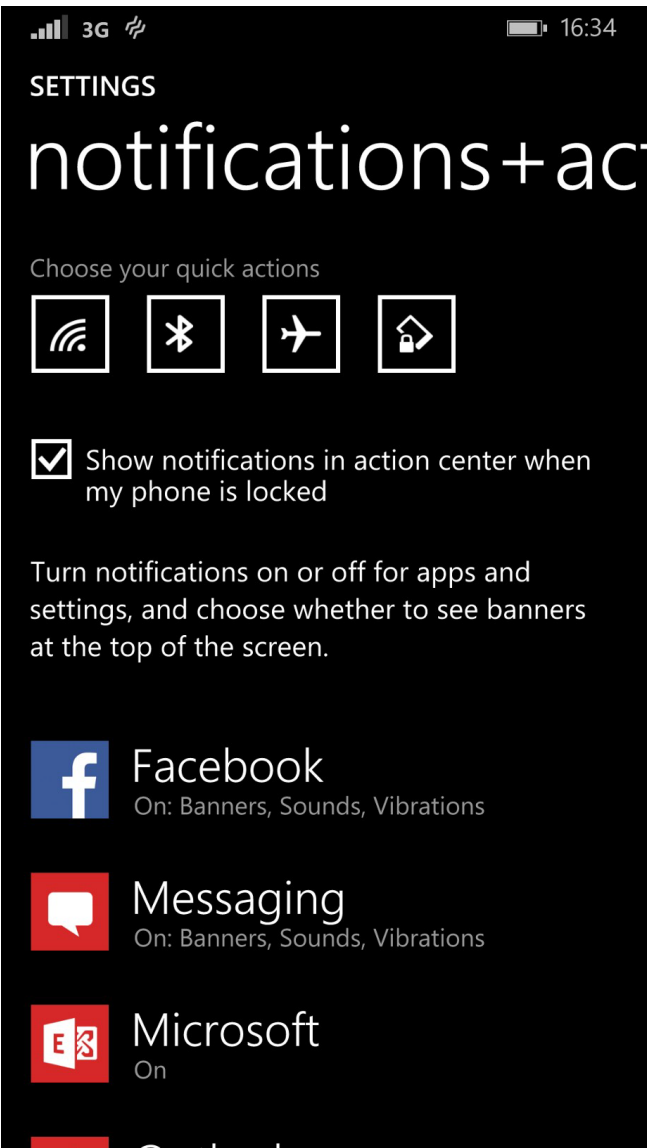 3G 16:34
SETTINGS
notifications+act
Choose your quick actions
Show notifications in action center when
my phone is locked
Turn notifications on or off for apps and
settings, and choose whether to see banners
at the top of the screen.
Facebook
On: Banners, Sounds, Vibrations
Messaging
On: Banners, Sounds, Vibrations
Microsoft
On